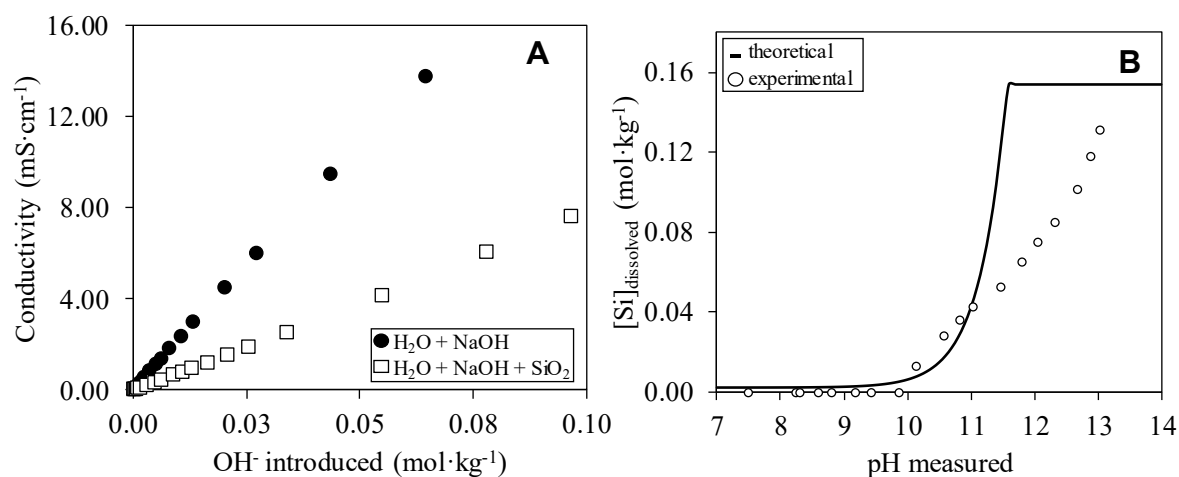 A
Conductivity (mS·cm-1)
16.00
12.00
8.00
4.00
0.00
0.00 0.03 0.05 0.08 0.10
OH- introduced (mol·kg-1)
H2O + NaOH
H2O + NaOH + SiO2
B
[Si]dissolved (mol·kg-1)
0.16
0.12
0.08
0.04
0.00
7 8 9 10 11 12 13 14
pH measured
theoretical
experimental